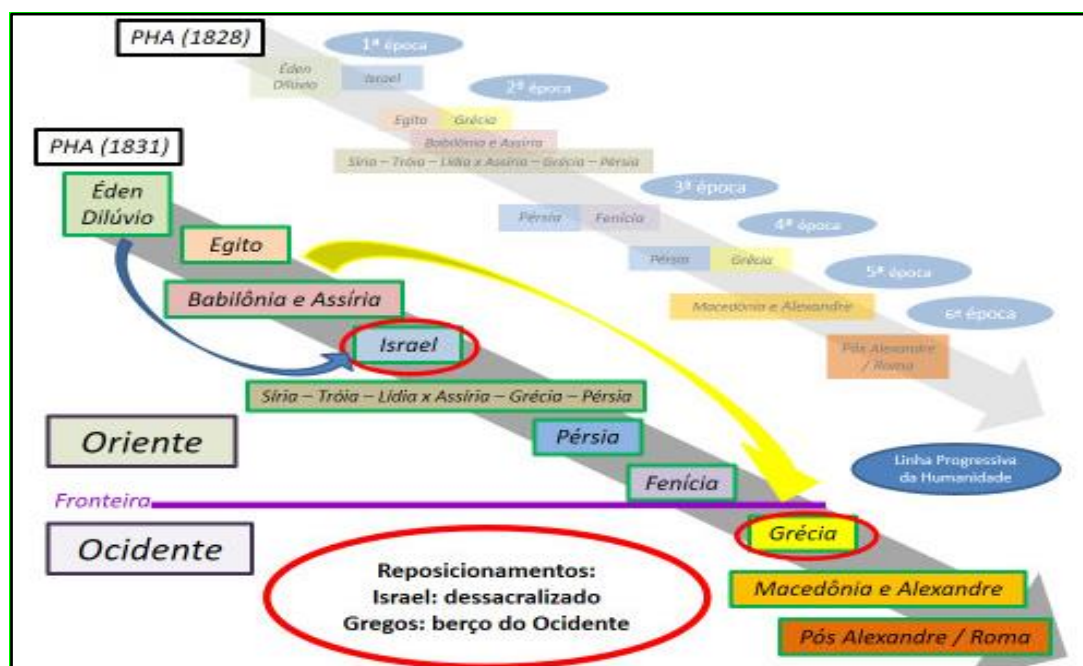 PHA (1828)
1ª época
Éden
Dilúvio
Israel
2ª época
Egito
Grécia
Babilônia e Assíria
Síria – Tróia – Lídia x Assíria – Grécia – Pérsia
3ª época
Pérsia
Fenícia
4ª época
Pérsia
Grécia
5ª época
Macedônia e Alexandre
6ª época
Pós Alexandre
/ Roma
PHA (1831)
Éden
Dilúvio
Egito
Babilônia e Assíria
Israel
Síria – Tróia – Lídia x Assíria – Grécia – Pérsia
Oriente
Pérsia
Linha Progressiva
da Humanidade
Fenícia
Fronteira
Grécia
Ocidente
Reposicionamentos:
Israel: dessacralizado
Gregos: berço do Ocidente
Macedônia e Alexandre
Pós Alexandre / Roma